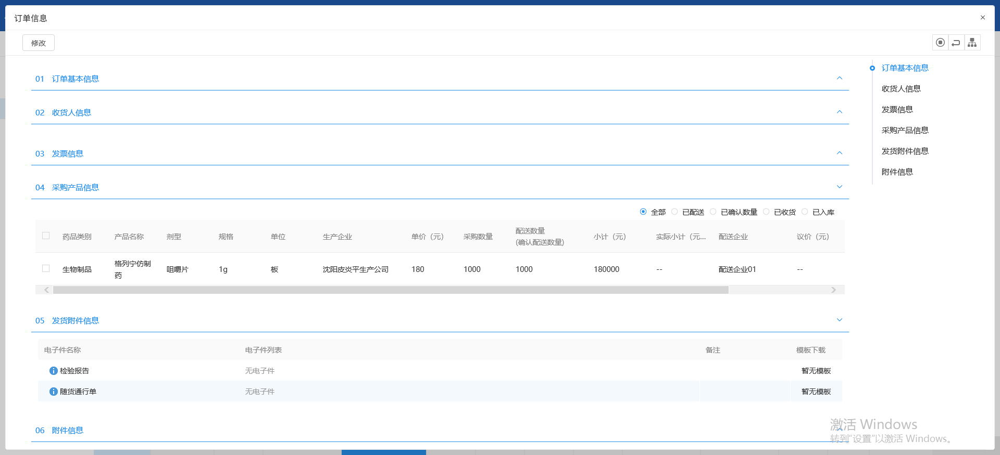 订单信息
×
修改
01 订单基本信息
02 收货人信息
03 发票信息
04 采购产品信息
全部 已配送 已确认数量 已收货 已入库
药品类别 产品名称 剂型 规格 单位 生产企业 单价（元） 采购数量 配送数量 小计（元） 实际小计（元... 配送企业 议价（元）
(确认配送数量)
生物制品 格列宁仿制 咀嚼片 1g 板 沈阳皮炎平生产公司 180 1000 1000 180000 -- 配送企业01 --
药
05 发货附件信息
电子件名称 电子件列表 备注 模板下载
检验报告 无电子件 暂无模板
随货通行单 无电子件 暂无模板
06 附件信息
订单基本信息
收货人信息
发票信息
采购产品信息
发货附件信息
附件信息
激活 Windows
转到"设置"以激活 Windows。